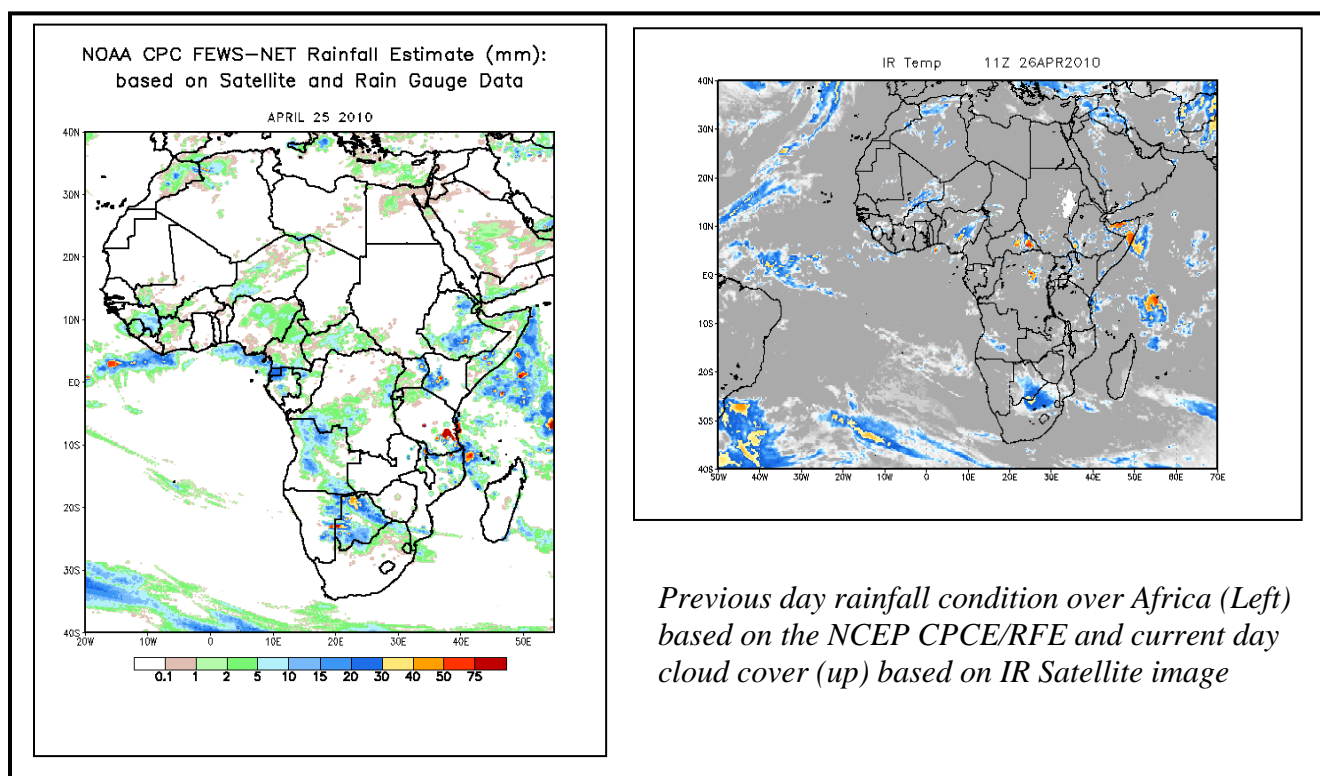 NOAA CPC FEWS-NET Rainfall Estimate (mm):
based on Satellite and Rain Gauge Data
APRIL 25 2010
40N
30N
20N
10N
EQ
10S
20S
30S
40S
20W 10W 0 10E 20E 30E 40E 50E
0.1 1 2 5 10 15 20 30 40 50 75
IR Temp 11Z 26APR2010
40N
30N
20N
10N
EQ
10S
20S
30S
40S
50W 40W 30W 20W 10W 0 10E 20E 30E 40E 50E 60E 70E
Previous day rainfall condition over Africa (Left)
based on the NCEP CPCE/RFE and current day
cloud cover (up) based on IR Satellite image